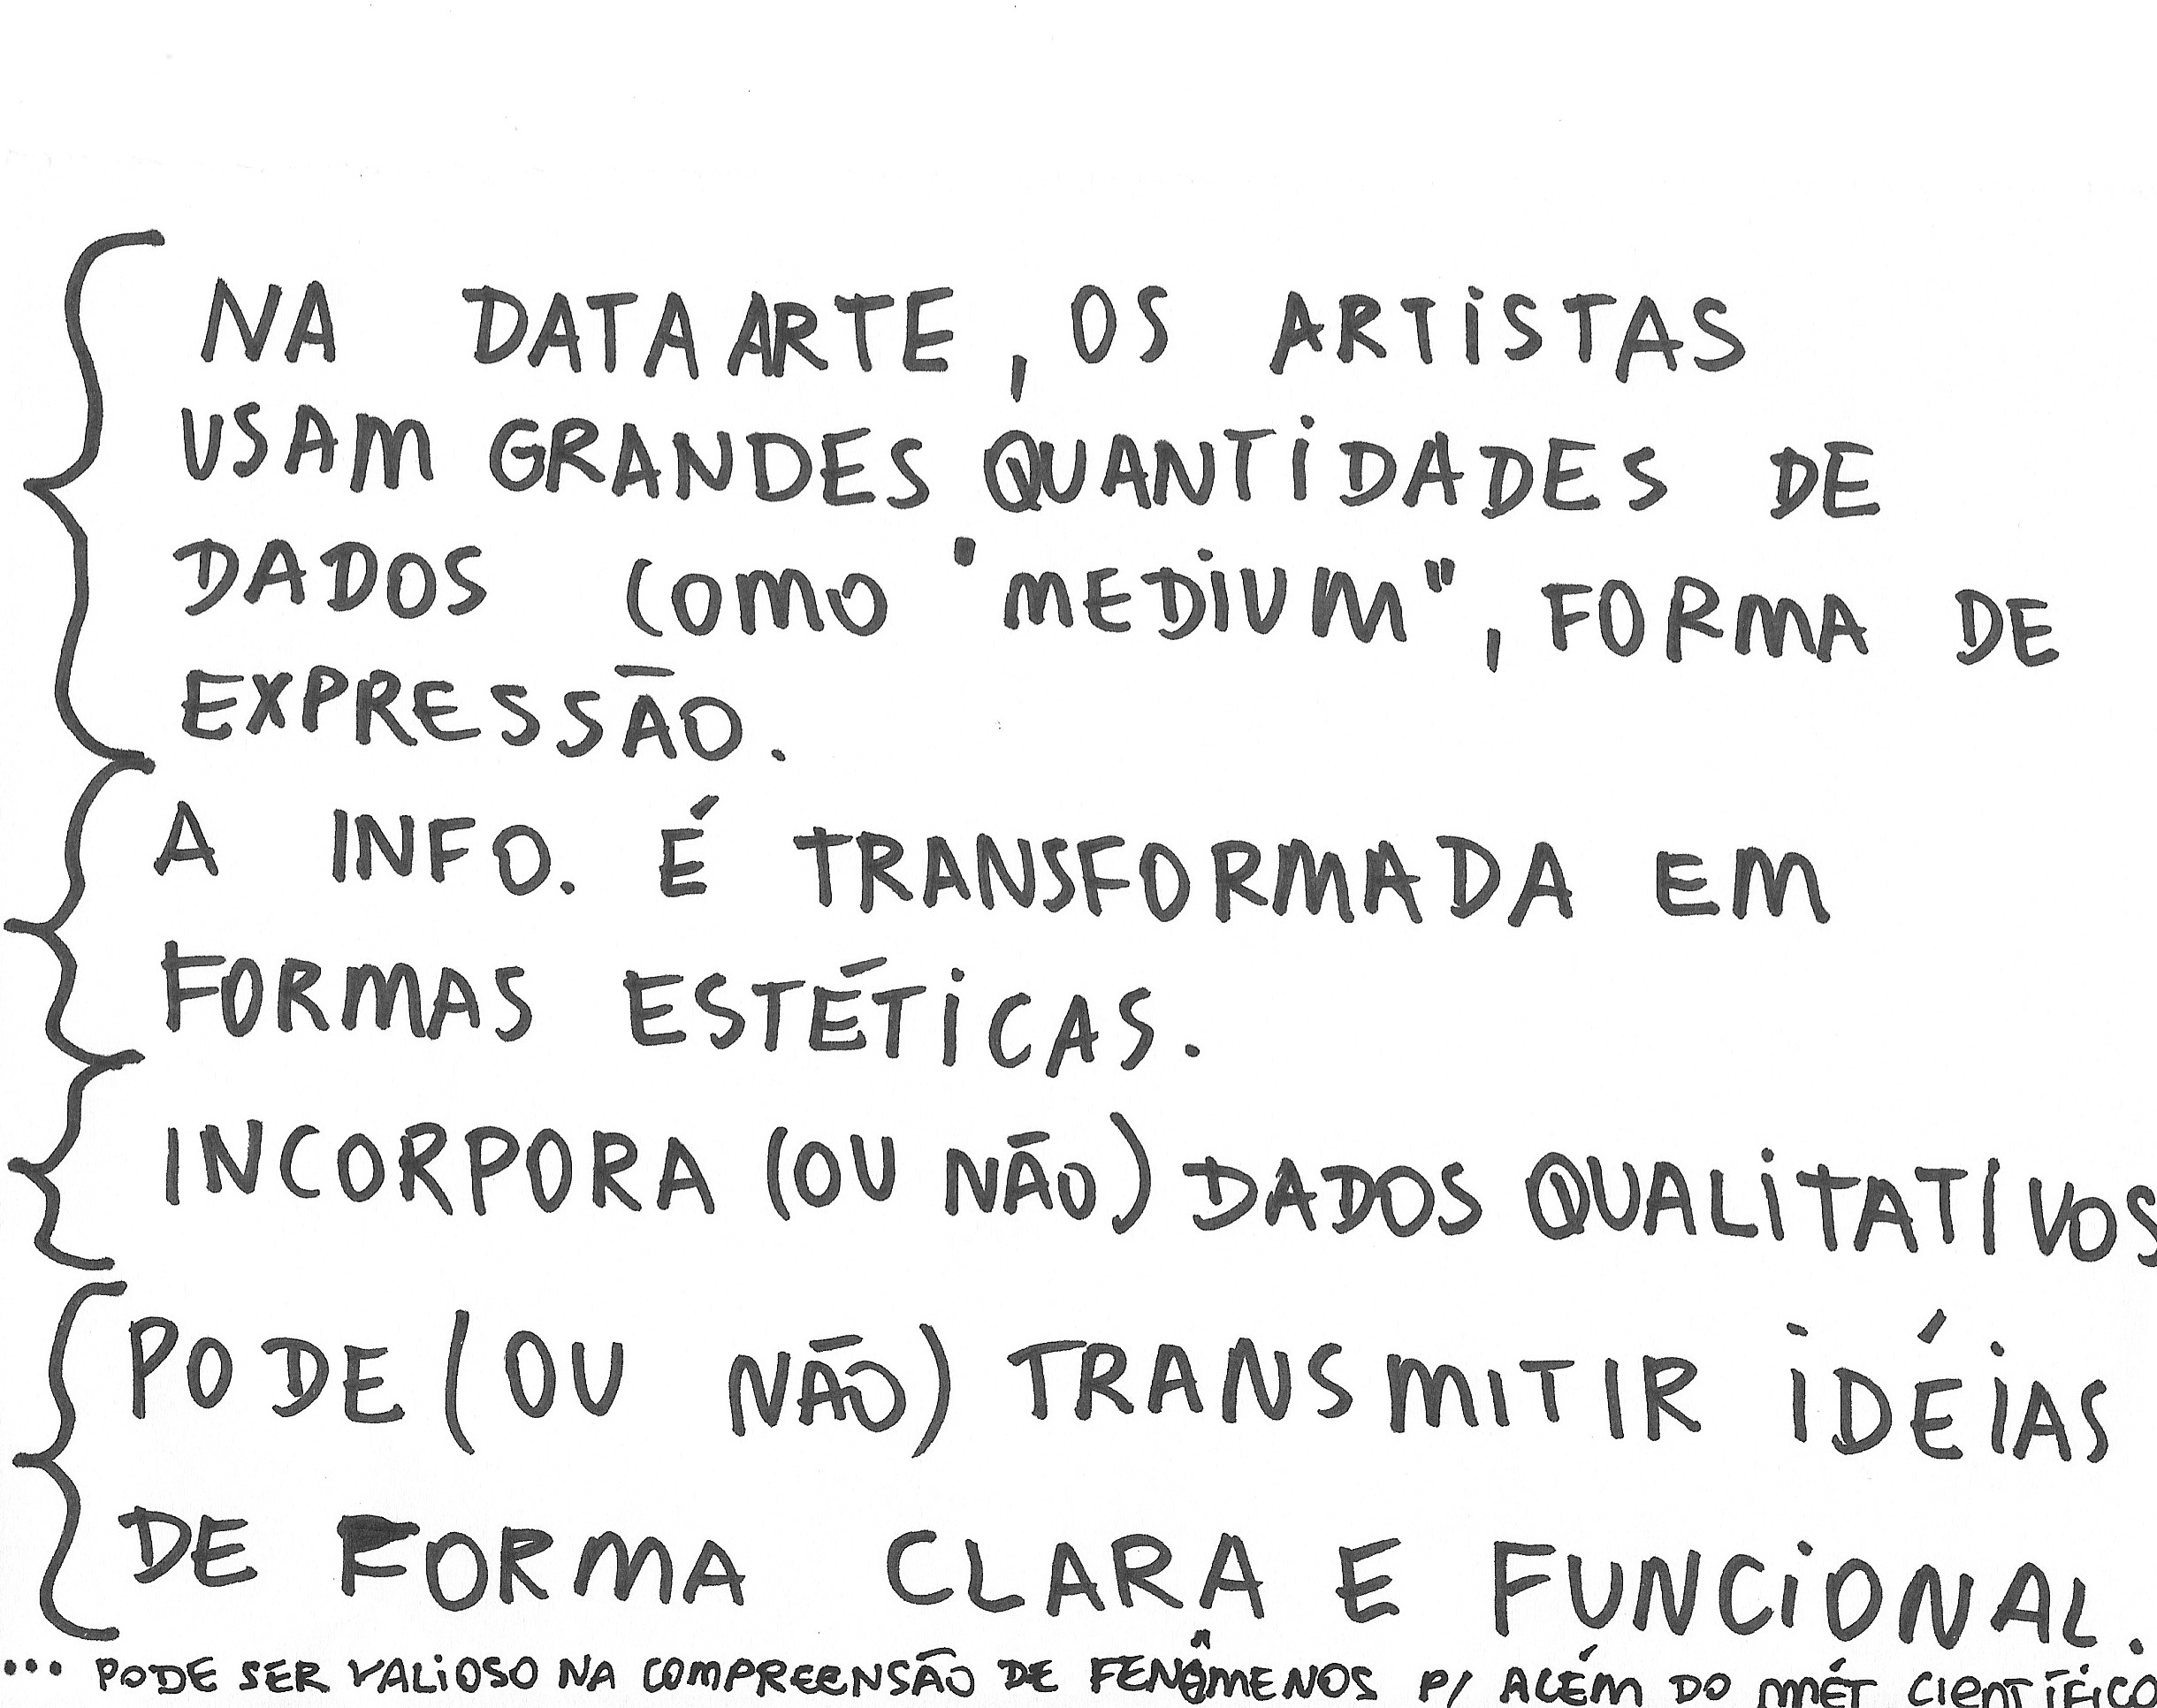 NA DATA ARTE, OS ARTISTAS
USAM GRANDES QUANTIDADES DE
DADOS COMO "MEDIUM", FORMA DE
EXPRESSÃO.
A INFO. É TRANSFORMADA EM
FORMAS ESTÉTICAS.
INCORPORA (OU NÃO) DADOS QUALITATIVOS
PODE (OU NÃO) TRANSMITIR IDÉIAS
DE FORMA CLARA E FUNCIONAL.
... PODE SER VALIOSO NA COMPREENSÃO DE FENÔMENOS P/ ALÉM DO MÉT CIENTÍFICO